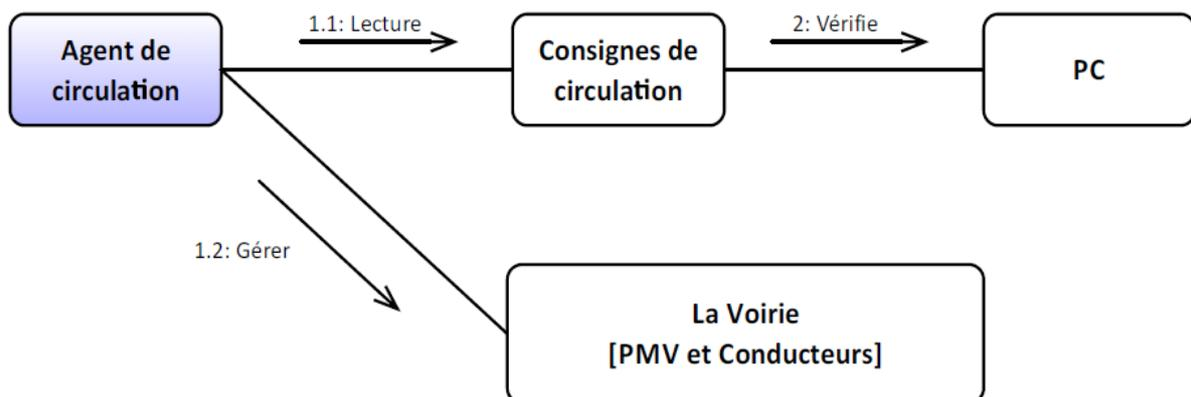 Agent de
circulation
1.1: Lecture
Consignes de
circulation
2: Vérifie
PC
1.2: Gérer
La Voirie
[PMV et Conducteurs]